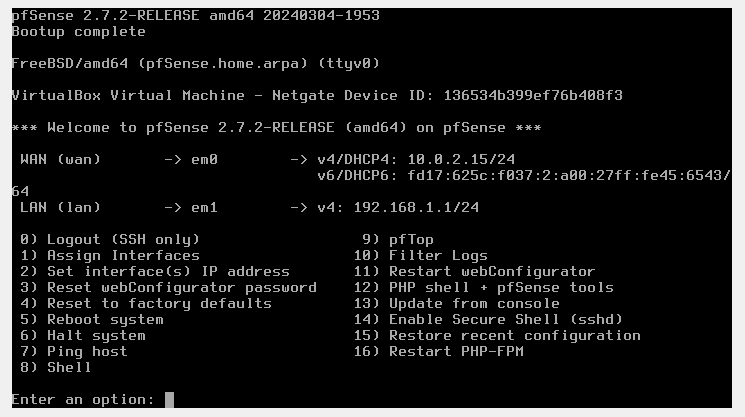 pfSense 2.7.2-RELEASE amd64 20240304-1953
Bootup complete
FreeBSD/amd64 (pfSense.home.arpa) (ttyv0)
VirtualBox Virtual Machine - Netgate Device ID: 136534b399ef76b408f3
*** Welcome to pfSense 2.7.2-RELEASE (amd64) on pfSense ***
WAN (wan)       -> em0        -> v4/DHCP4: 10.0.2.15/24
v6/DHCP6: fd17:625c:f037:2:a00:27ff:fe45:6543/
64
LAN (lan)       -> em1        -> v4: 192.168.1.1/24
0) Logout (SSH only)                  9) pfTop
1) Assign Interfaces                 10) Filter Logs
2) Set interface(s) IP address       11) Restart webConfigurator
3) Reset webConfigurator password    12) PHP shell + pfSense tools
4) Reset to factory defaults         13) Update from console
5) Reboot system                     14) Enable Secure Shell (sshd)
6) Halt system                       15) Restore recent configuration
7) Ping host                         16) Restart PHP-FPM
8) Shell
Enter an option: